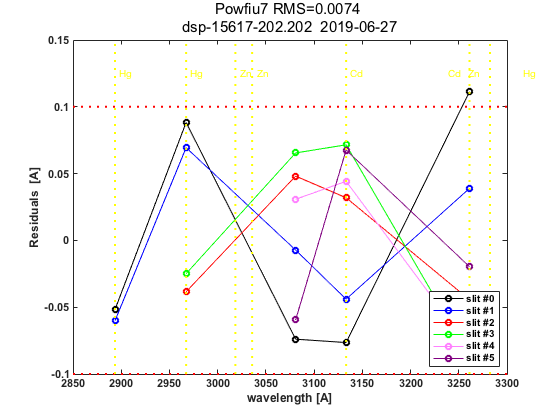 Powfiu7 RMS=0.0074
dsp-15617-202.202 2019-06-27
0.15
0.1
0.05
0
-0.05
-0.1
Residuals [A]
Hg
Hg
Zn
Zn
Cd
Cd
Zn
Hg
slit #0
slit #1
slit #2
slit #3
slit #4
slit #5
2850 2900 2950 3000 3050 3100 3150 3200 3250 3300
wavelength [A]